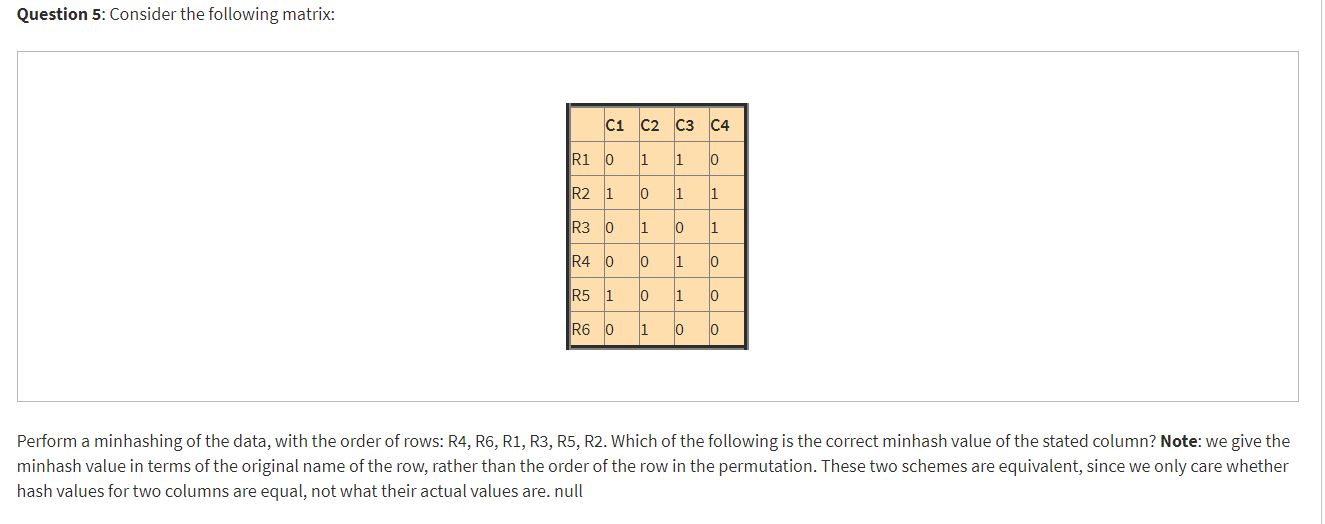 Question 5: Consider the following matrix:
C1 C2 C3 C4
R1 0 1 1 0
R2 1 0 1 1
R3 0 1 0 1
R4 0 0 1 0
R5 1 0 1 0
R6 0 1 0 0
Perform a minhashing of the data, with the order of rows: R4, R6, R1, R3, R5, R2. Which of the following is the correct minhash value of the stated column? Note: we give the
minhash value in terms of the original name of the row, rather than the order of the row in the permutation. These two schemes are equivalent, since we only care whether
hash values for two columns are equal, not what their actual values are. null